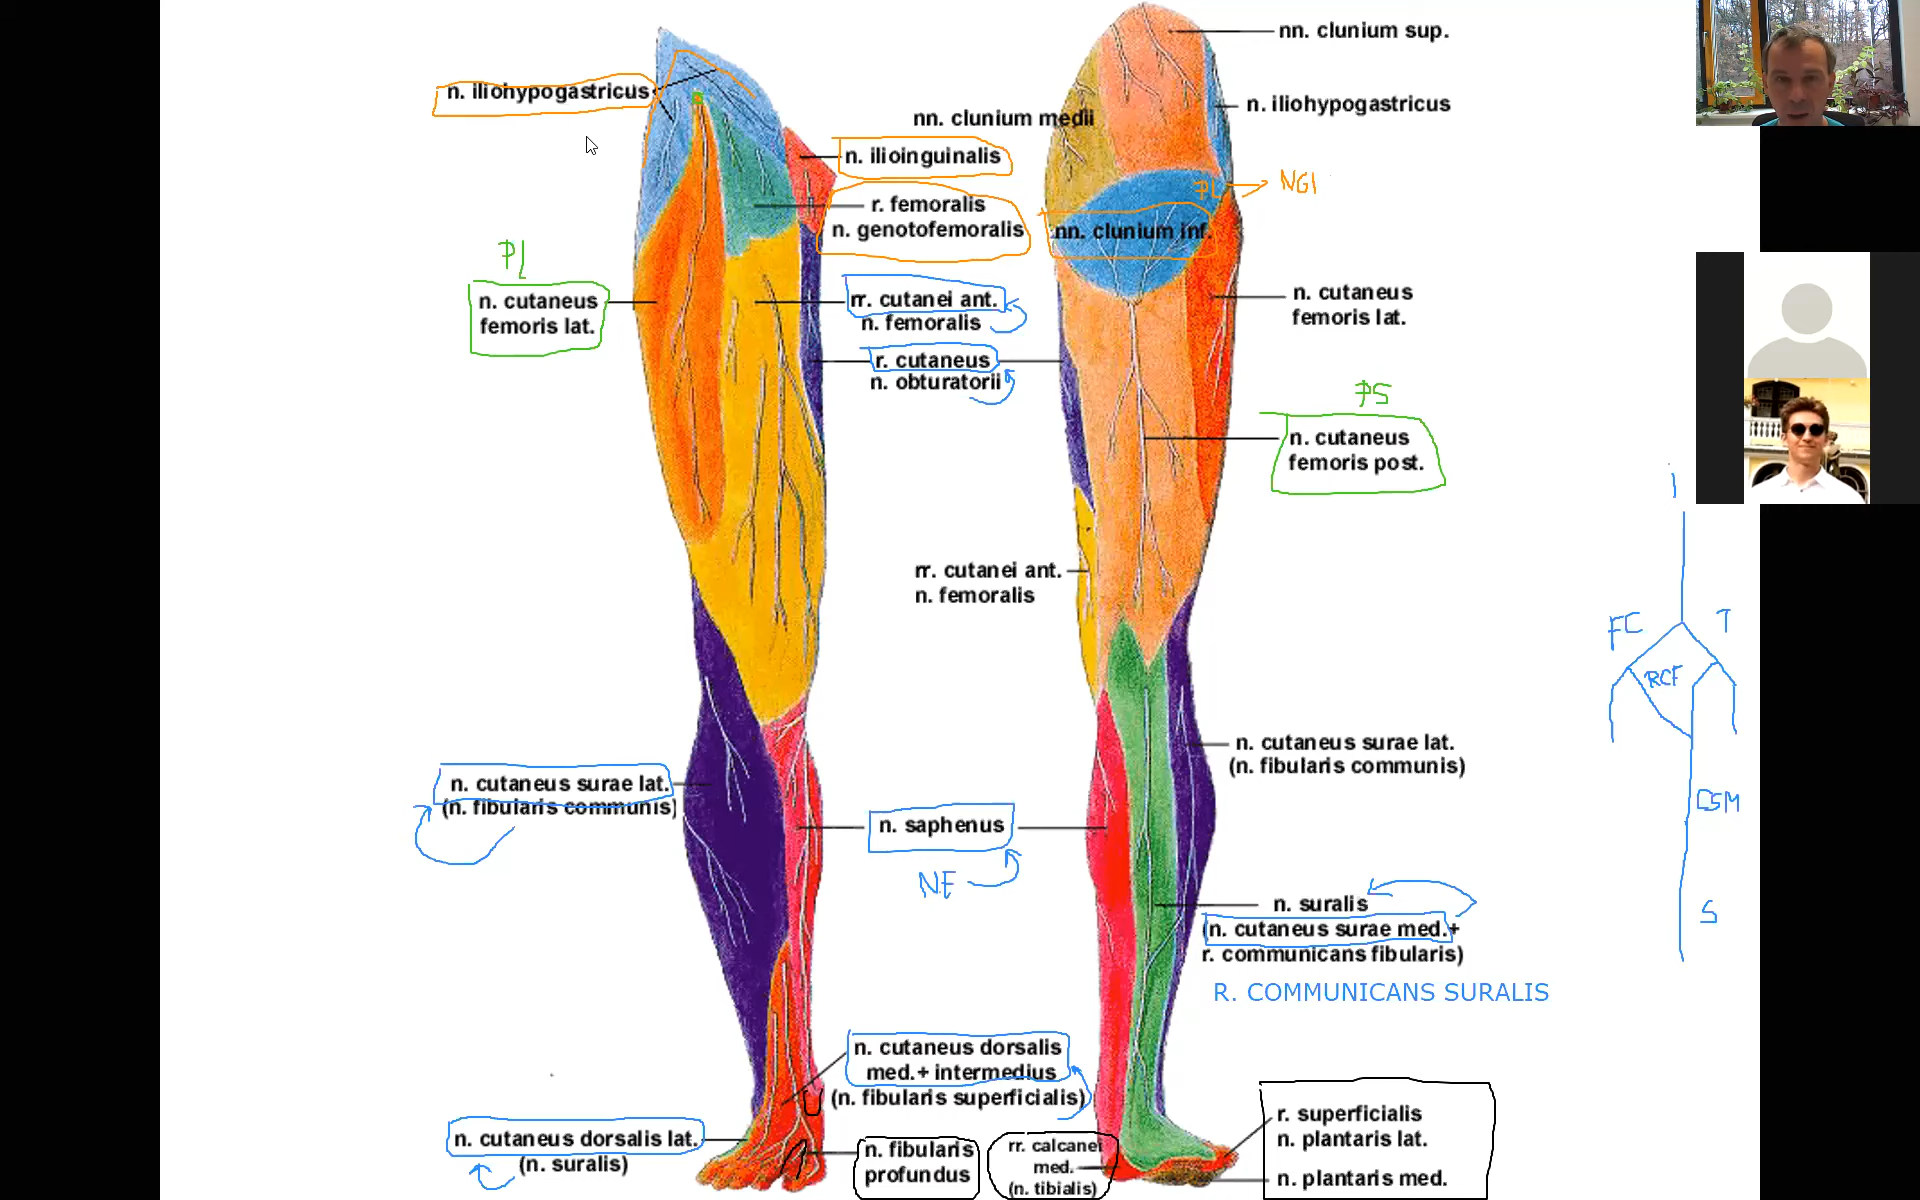 n. iliohypogastricus
nn. clunium medii
n. ilioinguinalis
r. femoralis
n. genotofemoralis
PL
n. cutaneus
femoris lat.
rr. cutanei ant.
n. femoralis
r. cutaneus
n. obturatorii
rr. cutanei ant.
n. femoralis
n. cutaneus surae lat.
(n. fibularis communis)
n. saphenus
NF
n. cutaneus dorsalis
med.+ intermedius
(n. fibularis superficialis)
n. cutaneus dorsalis lat.
(n. suralis)
n. fibularis
profundus
rr. calcanei
med.
(n. tibialis)
nn. clunium sup.
n. iliohypogastricus
PL
NGI
nn. clunium inf.
n. cutaneus
femoris lat.
PS
n. cutaneus
femoris post.
n. cutaneus surae lat.
(n. fibularis communis)
n. suralis
(n. cutaneus surae med.+
r. communicans fibularis)
R. COMMUNICANS SURALIS
r. superficialis
n. plantaris lat.
n. plantaris med.
FC
T
RCF
CSM
S